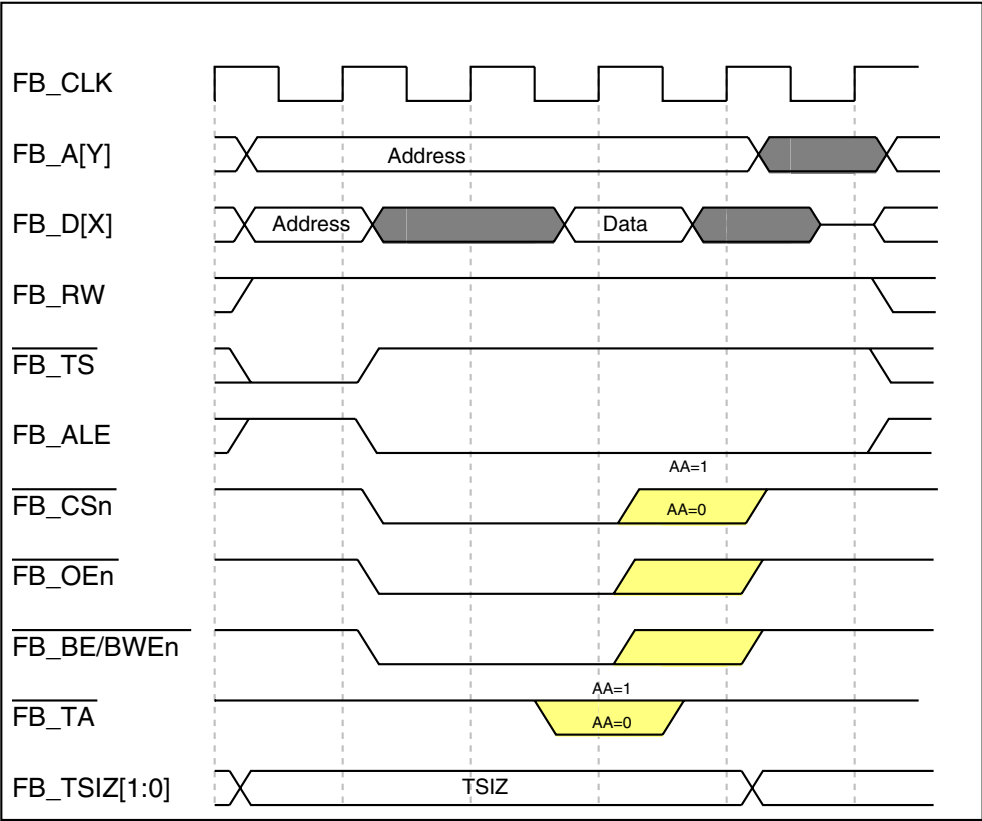 FB_CLK
FB_A[Y] Address
FB_D[X] Address Data
FB_RW
FB_TS
FB_ALE
AA=1
FB_CSn AA=0
FB_OEn
FB_BE/BWEn
AA=1
FB_TA AA=0
FB_TSIZ[1:0] TSIZ